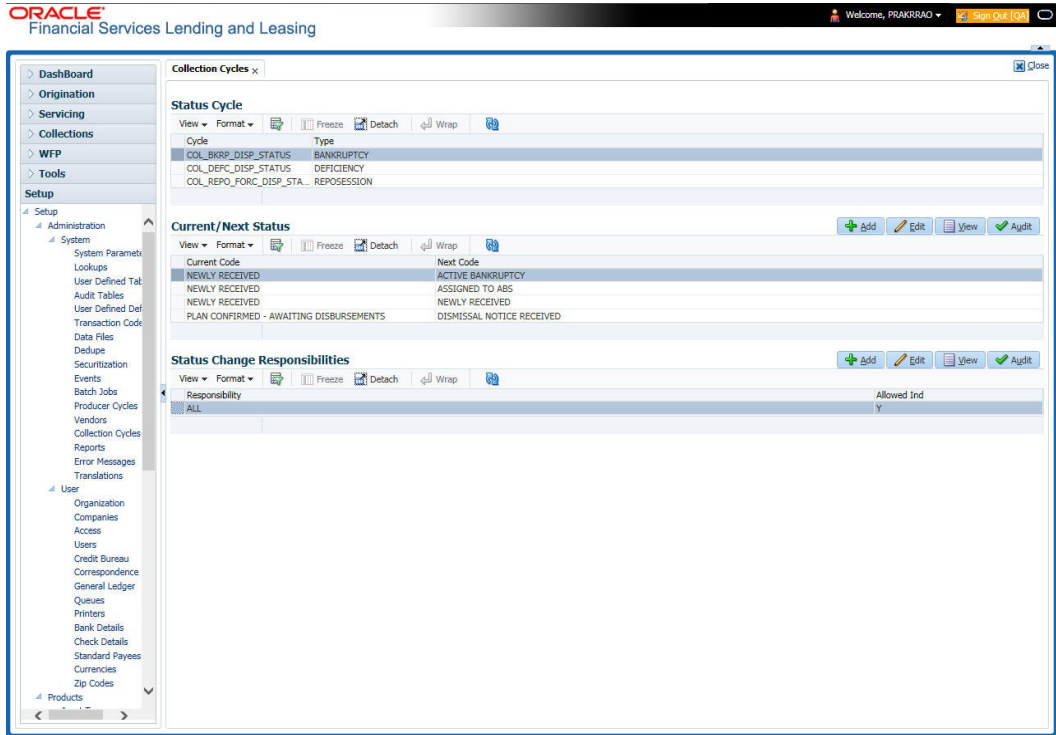 ORACLE
Financial Services Lending and Leasing
Welcome, PRAKRRAO
Sign Out [QA]
DashBoard
Origination
Servicing
Collections
WFP
Tools
Setup
Setup
Administration
System
System Paramete
Lookups
User Defined Tab
Audit Tables
User Defined Def
Transaction Code
Data Files
Dedupe
Securitization
Events
Batch Jobs
Producer Cycles
Vendors
Collection Cycles
Reports
Error Messages
Translations
User
Organization
Companies
Access
Users
Credit Bureau
Correspondence
General Ledger
Queues
Printers
Bank Details
Check Details
Standard Payees
Currencies
Zip Codes
Products
Collection Cycles x
Close
Status Cycle
View Format Freeze Detach Wrap
Cycle Type
COL_BKRP_DISP_STATUS BANKRUPTCY
COL_DEFC_DISP_STATUS DEFICIENCY
COL_REPO_FORC_DISP_STA... REPOSESSION
Current/Next Status
Add Edit View Audit
View Format Freeze Detach Wrap
Current Code Next Code
NEWLY RECEIVED ACTIVE BANKRUPTCY
NEWLY RECEIVED ASSIGNED TO ABS
NEWLY RECEIVED NEWLY RECEIVED
PLAN CONFIRMED - AWAITING DISBURSEMENTS DISMISSAL NOTICE RECEIVED
Status Change Responsibilities
Add Edit View Audit
View Format Freeze Detach Wrap
Responsibility Allowed Ind
ALL Y